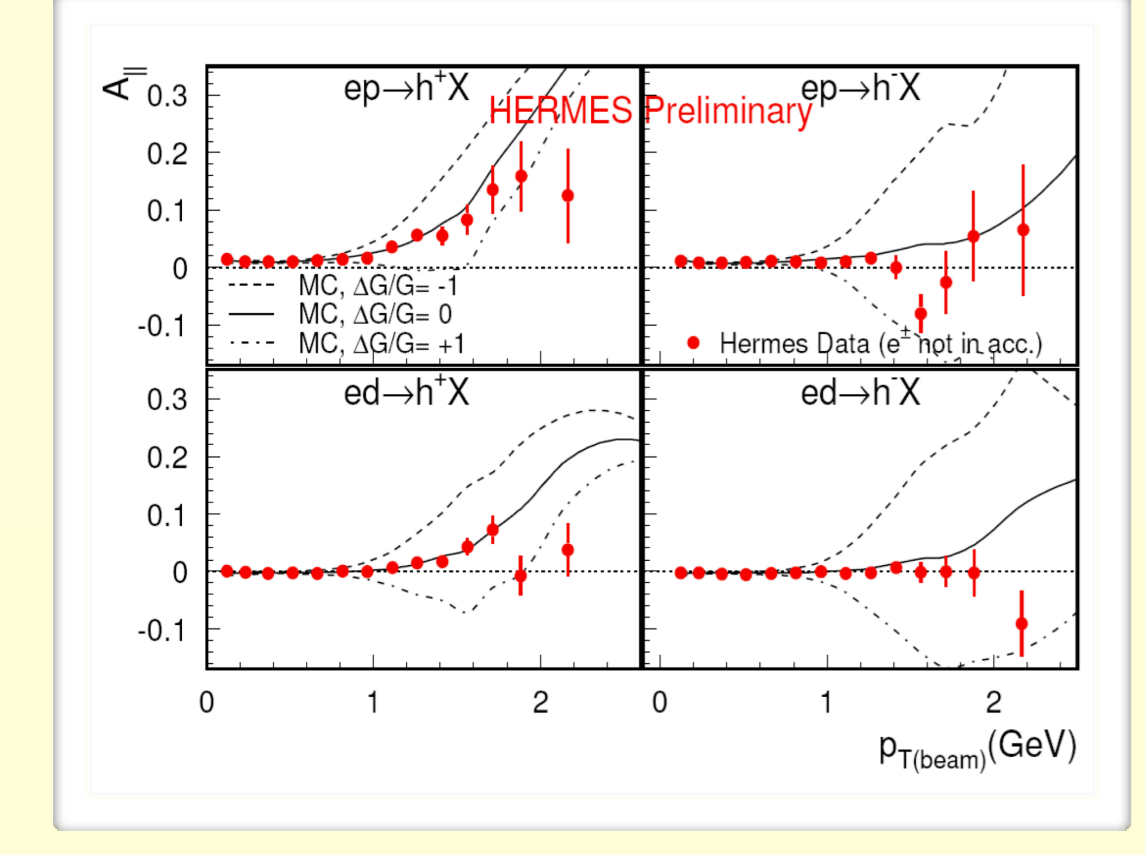 A||
ep→h⁺X
ep→h⁻X
HERMES Preliminary
0.3
0.2
0.1
0
-0.1
MC, ΔG/G= -1
MC, ΔG/G= 0
MC, ΔG/G= +1
Hermes Data (e± not in acc.)
ed→h⁺X
ed→h⁻X
0.3
0.2
0.1
0
-0.1
0 1 2 0 1 2
pT(beam)(GeV)